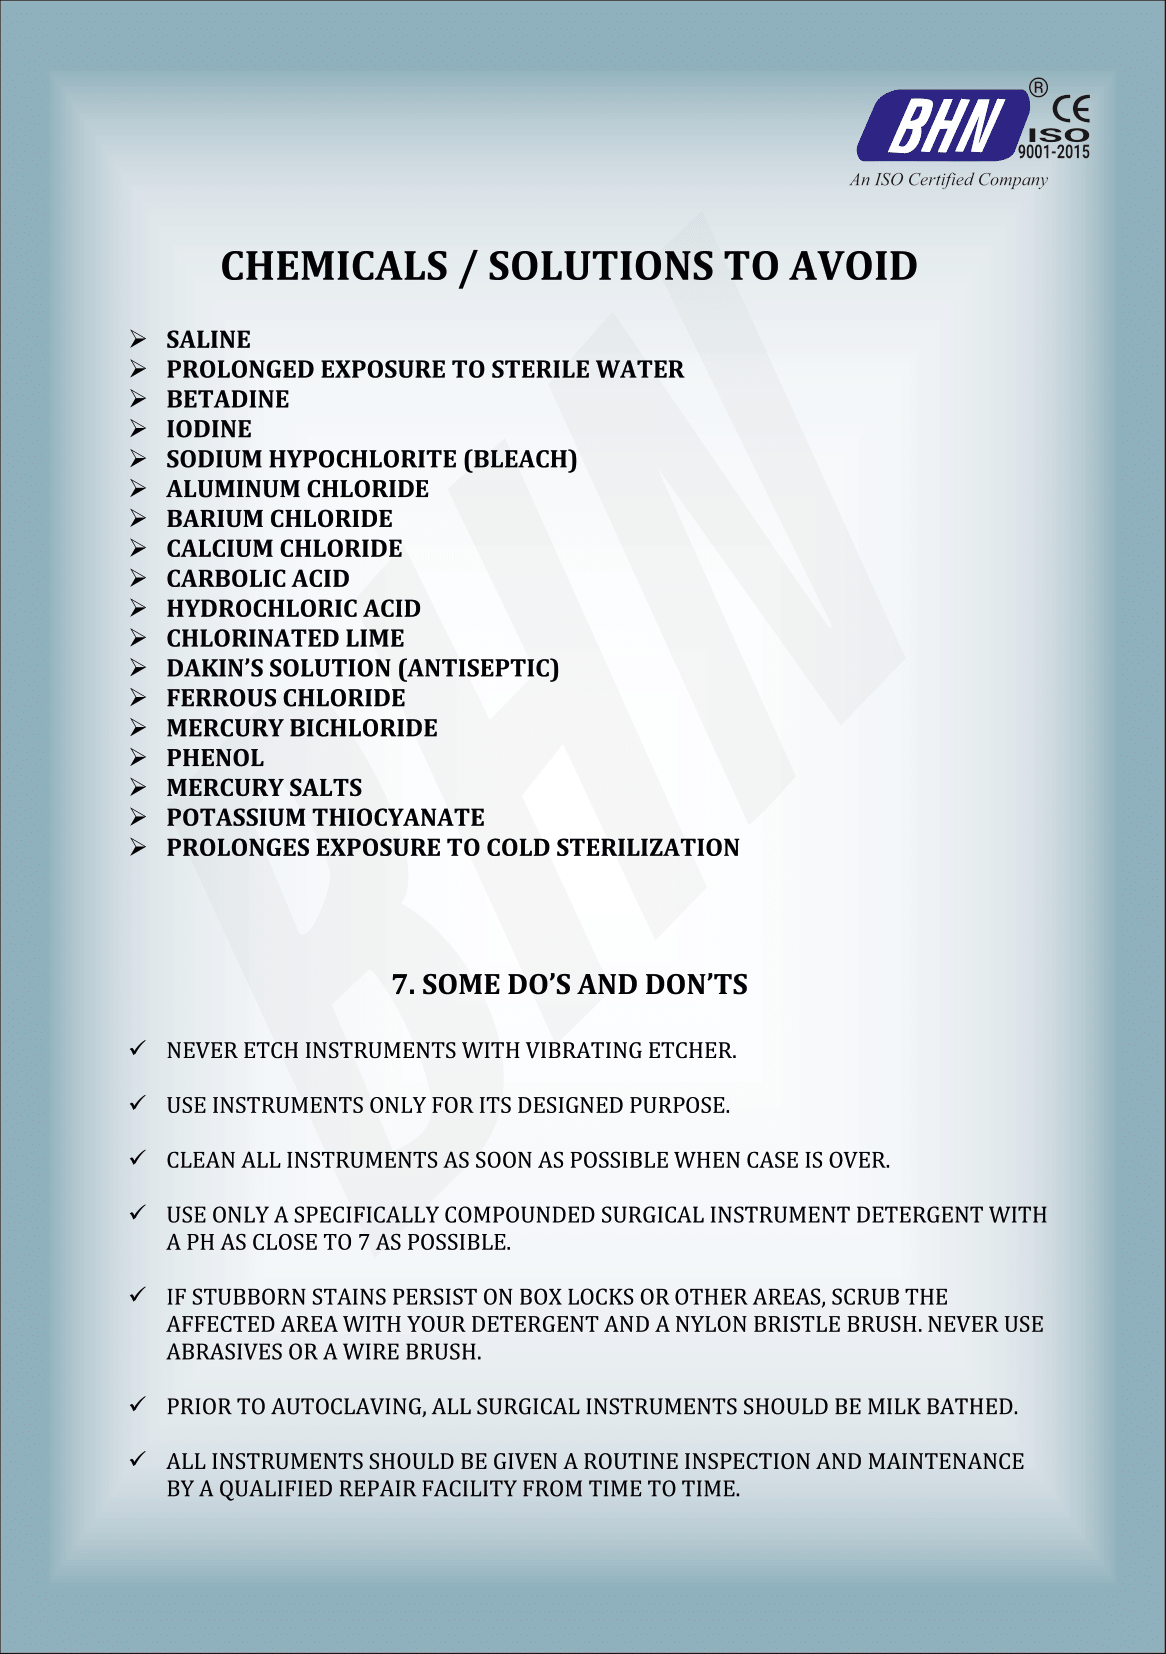 BHN
®
CE
ISO
9001-2015
An ISO Certified Company
CHEMICALS / SOLUTIONS TO AVOID
➢ SALINE
➢ PROLONGED EXPOSURE TO STERILE WATER
➢ BETADINE
➢ IODINE
➢ SODIUM HYPOCHLORITE (BLEACH)
➢ ALUMINUM CHLORIDE
➢ BARIUM CHLORIDE
➢ CALCIUM CHLORIDE
➢ CARBOLIC ACID
➢ HYDROCHLORIC ACID
➢ CHLORINATED LIME
➢ DAKIN’S SOLUTION (ANTISEPTIC)
➢ FERROUS CHLORIDE
➢ MERCURY BICHLORIDE
➢ PHENOL
➢ MERCURY SALTS
➢ POTASSIUM THIOCYANATE
➢ PROLONGES EXPOSURE TO COLD STERILIZATION
BHN
7. SOME DO’S AND DON’TS
✓ NEVER ETCH INSTRUMENTS WITH VIBRATING ETCHER.
✓ USE INSTRUMENTS ONLY FOR ITS DESIGNED PURPOSE.
✓ CLEAN ALL INSTRUMENTS AS SOON AS POSSIBLE WHEN CASE IS OVER.
✓ USE ONLY A SPECIFICALLY COMPOUNDED SURGICAL INSTRUMENT DETERGENT WITH
A PH AS CLOSE TO 7 AS POSSIBLE.
✓ IF STUBBORN STAINS PERSIST ON BOX LOCKS OR OTHER AREAS, SCRUB THE
AFFECTED AREA WITH YOUR DETERGENT AND A NYLON BRISTLE BRUSH. NEVER USE
ABRASIVES OR A WIRE BRUSH.
✓ PRIOR TO AUTOCLAVING, ALL SURGICAL INSTRUMENTS SHOULD BE MILK BATHED.
✓ ALL INSTRUMENTS SHOULD BE GIVEN A ROUTINE INSPECTION AND MAINTENANCE
BY A QUALIFIED REPAIR FACILITY FROM TIME TO TIME.